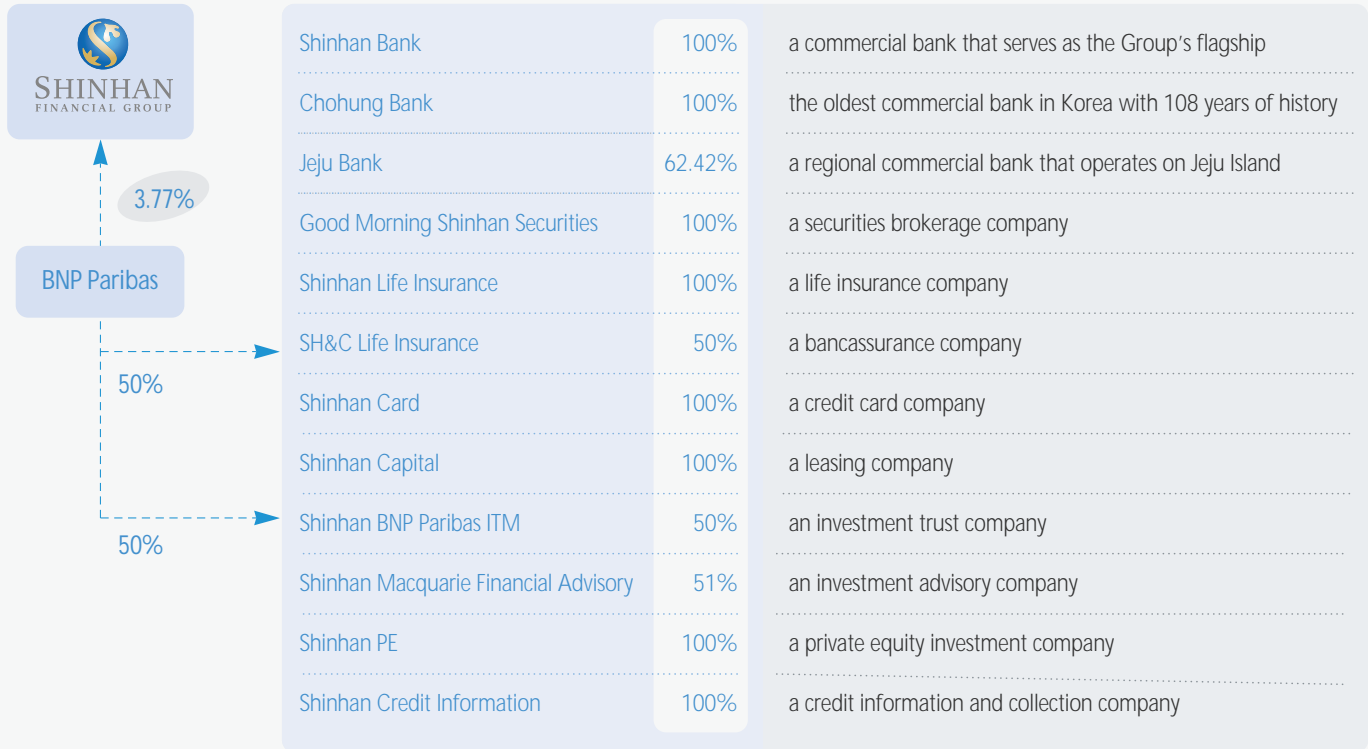 SHINHAN
FINANCIAL GROUP
3.77%
BNP Paribas
50%
50%
Shinhan Bank 100% a commercial bank that serves as the Group's flagship
Chohung Bank 100% the oldest commercial bank in Korea with 108 years of history
Jeju Bank 62.42% a regional commercial bank that operates on Jeju Island
Good Morning Shinhan Securities 100% a securities brokerage company
Shinhan Life Insurance 100% a life insurance company
SH&C Life Insurance 50% a bancassurance company
Shinhan Card 100% a credit card company
Shinhan Capital 100% a leasing company
Shinhan BNP Paribas ITM 50% an investment trust company
Shinhan Macquarie Financial Advisory 51% an investment advisory company
Shinhan PE 100% a private equity investment company
Shinhan Credit Information 100% a credit information and collection company